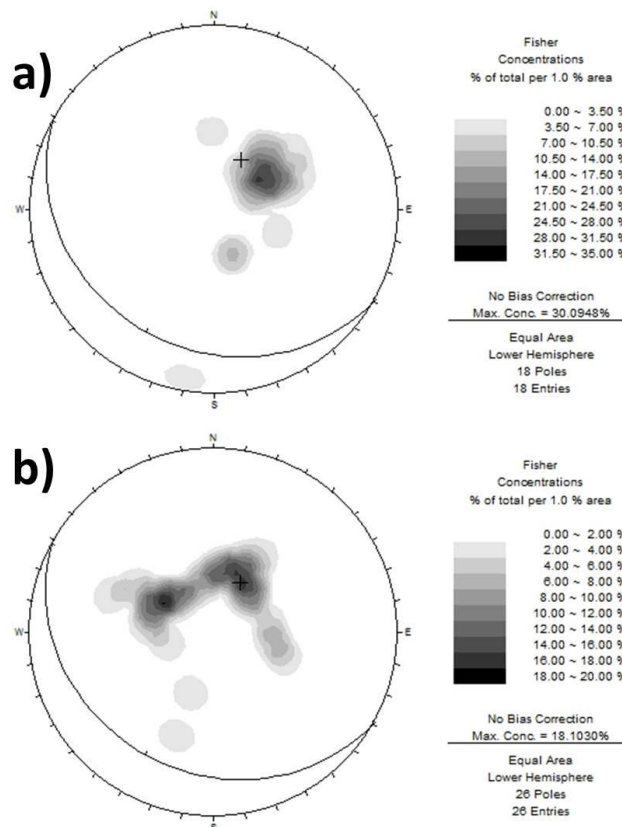 a)
N
W
E
S
Fisher
Concentrations
% of total per 1.0 % area
0.00 ~ 3.50 %
3.50 ~ 7.00 %
7.00 ~ 10.50 %
10.50 ~ 14.00 %
14.00 ~ 17.50 %
17.50 ~ 21.00 %
21.00 ~ 24.50 %
24.50 ~ 28.00 %
28.00 ~ 31.50 %
31.50 ~ 35.00 %
No Bias Correction
Max. Conc. = 30.0948%
Equal Area
Lower Hemisphere
18 Poles
18 Entries
b)
N
W
E
S
Fisher
Concentrations
% of total per 1.0 % area
0.00 ~ 2.00 %
2.00 ~ 4.00 %
4.00 ~ 6.00 %
6.00 ~ 8.00 %
8.00 ~ 10.00 %
10.00 ~ 12.00 %
12.00 ~ 14.00 %
14.00 ~ 16.00 %
16.00 ~ 18.00 %
18.00 ~ 20.00 %
No Bias Correction
Max. Conc. = 18.1030%
Equal Area
Lower Hemisphere
26 Poles
26 Entries